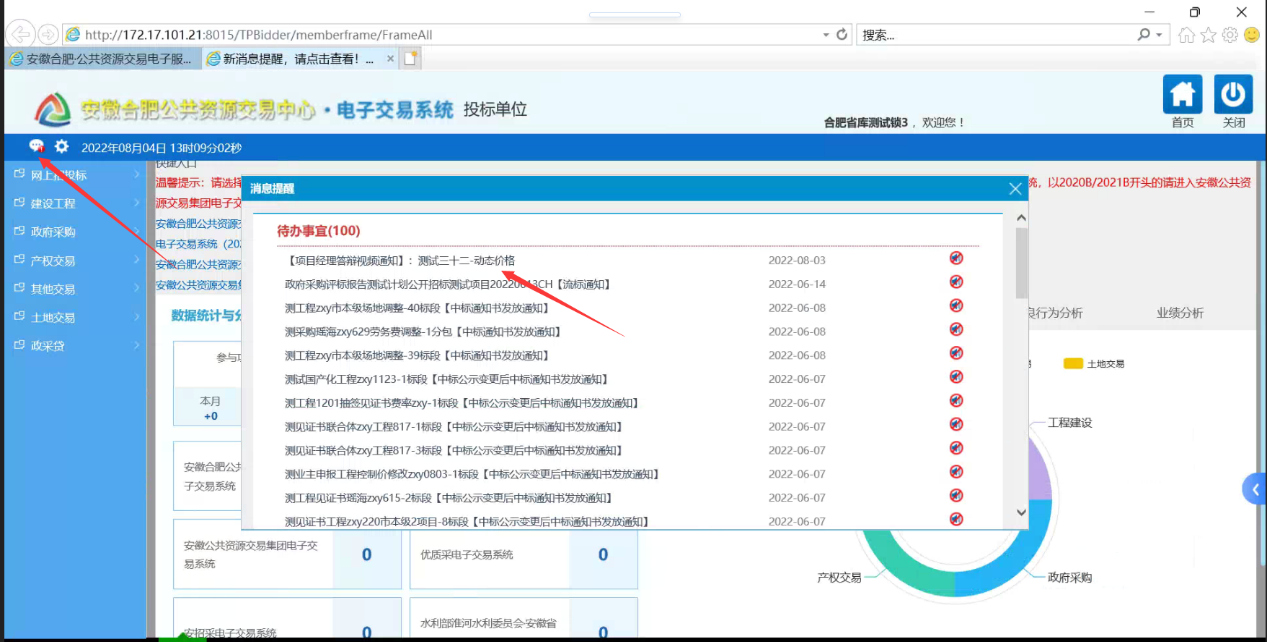 http://172.17.101.21:8015/TPBidder/memberframe/FrameAll
搜索...
安徽合肥公共资源交易电子服...
新消息提醒，请点击查看！...
安徽合肥公共资源交易中心·电子交易系统 投标单位
合肥省库测试锁3，欢迎您！
首页
关闭
2022年08月04日 13时09分02秒
网上招投标
建设工程
政府采购
产权交易
其他交易
土地交易
政采贷
快捷入口
温馨提示：请选择
统，以2020B/2021B开头的请进入安徽公共资
源交易集团电子交
安徽合肥公共资源交
电子交易系统（202
安徽合肥公共资源交
安徽公共资源交易集
数据统计与分
消息提醒
待办事宜(100)
【项目经理答辩视频通知】：测试三十二-动态价格 2022-08-03
政府采购评标报告测试计划公开招标测试项目20220613CH【流标通知】 2022-06-14
测工程zxy市本级场地调整-40标段【中标通知书发放通知】 2022-06-08
测采购瑶海zxy629劳务费调整-1分包【中标通知书发放通知】 2022-06-08
测工程zxy市本级场地调整-39标段【中标通知书发放通知】 2022-06-08
测试国产化工程zxy1123-1标段【中标公示变更后中标通知书发放通知】 2022-06-07
测工程1201抽签见证书费率zxy-1标段【中标公示变更后中标通知书发放通知】 2022-06-07
测见证书联合体zxy工程817-1标段【中标公示变更后中标通知书发放通知】 2022-06-07
测见证书联合体zxy工程817-3标段【中标公示变更后中标通知书发放通知】 2022-06-07
测业主申报工程控制价修改zxy0803-1标段【中标公示变更后中标通知书发放通知】 2022-06-07
测工程见证书瑶海zxy615-2标段【中标公示变更后中标通知书发放通知】 2022-06-07
测见证书工程zxy220市本级2项目-8标段【中标公示变更后中标通知书发放通知】 2022-06-07
行为分析
业绩分析
参与项
本月
+0
土地交易
工程建设
产权交易
政府采购
安徽合肥公共
子交易系统
安徽公共资源交易集团电子交
易系统
0
优质采电子交易系统
0
安招采电子交易系统
0
水利部淮河水利委员会-安徽省
0